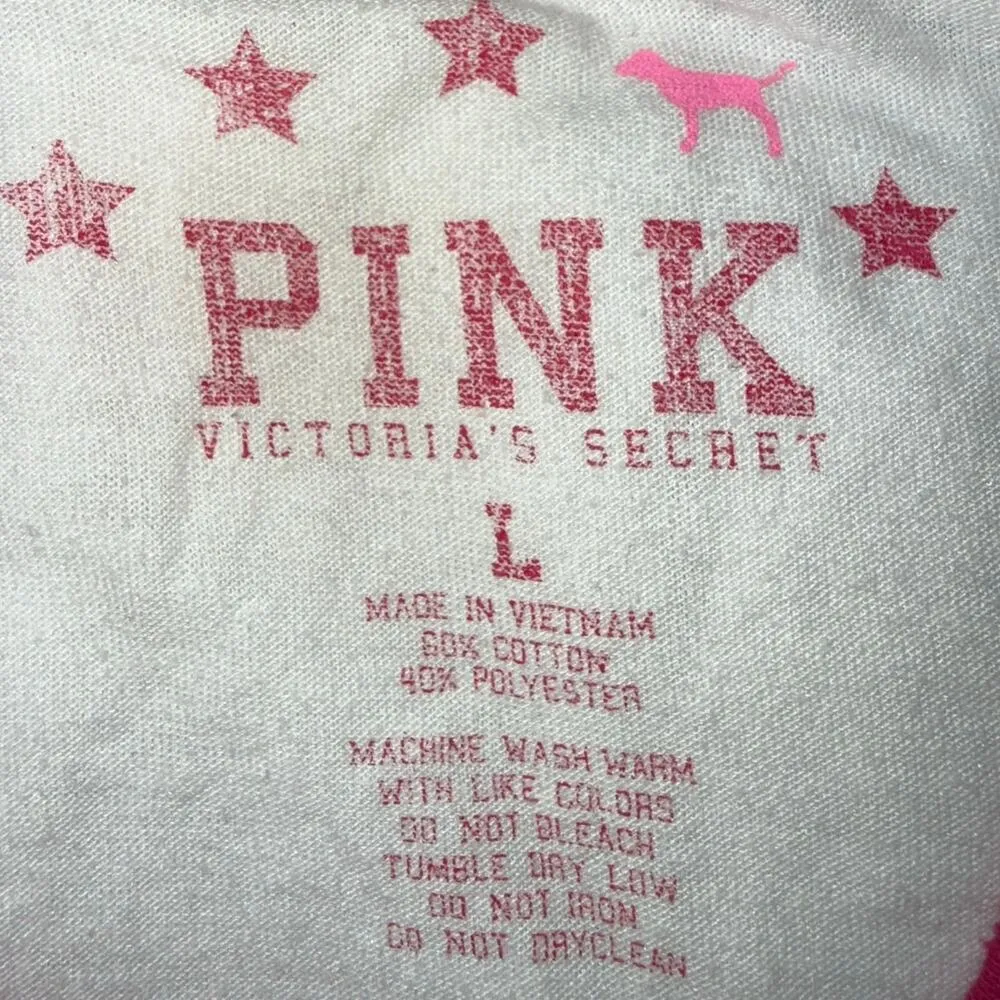 PINK
VICTORIA'S SECRET
L
MADE IN VIETNAM
60% COTTON
40% POLYESTER
MACHINE WASH WARM
WITH LIKE COLORS
DO NOT BLEACH
TUMBLE DRY LOW
DO NOT IRON
DO NOT DRYCLEAN